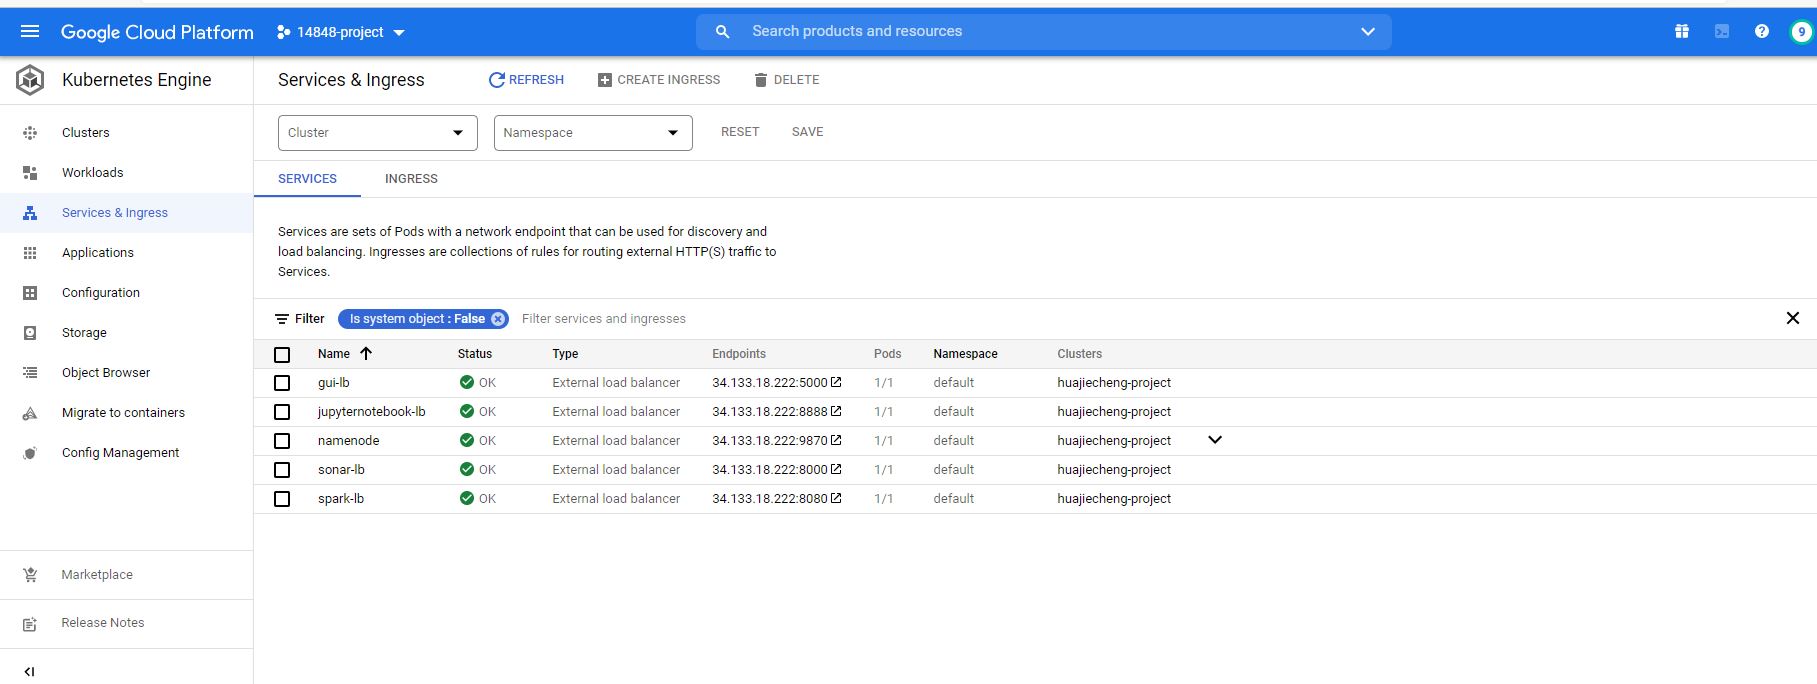 Google Cloud Platform 14848-project Search products and resources 9
Kubernetes Engine
Clusters
Workloads
Services & Ingress
Applications
Configuration
Storage
Object Browser
Migrate to containers
Config Management
Marketplace
Release Notes
Services & Ingress REFRESH CREATE INGRESS DELETE
Cluster Namespace RESET SAVE
SERVICES INGRESS
Services are sets of Pods with a network endpoint that can be used for discovery and
load balancing. Ingresses are collections of rules for routing external HTTP(S) traffic to
Services.
Filter Is system object : False Filter services and ingresses
Name Status Type Endpoints Pods Namespace Clusters
gui-lb OK External load balancer 34.133.18.222:5000 1/1 default huajiecheng-project
jupyternotebook-lb OK External load balancer 34.133.18.222:8888 1/1 default huajiecheng-project
namenode OK External load balancer 34.133.18.222:9870 1/1 default huajiecheng-project
sonar-lb OK External load balancer 34.133.18.222:8000 1/1 default huajiecheng-project
spark-lb OK External load balancer 34.133.18.222:8080 1/1 default huajiecheng-project